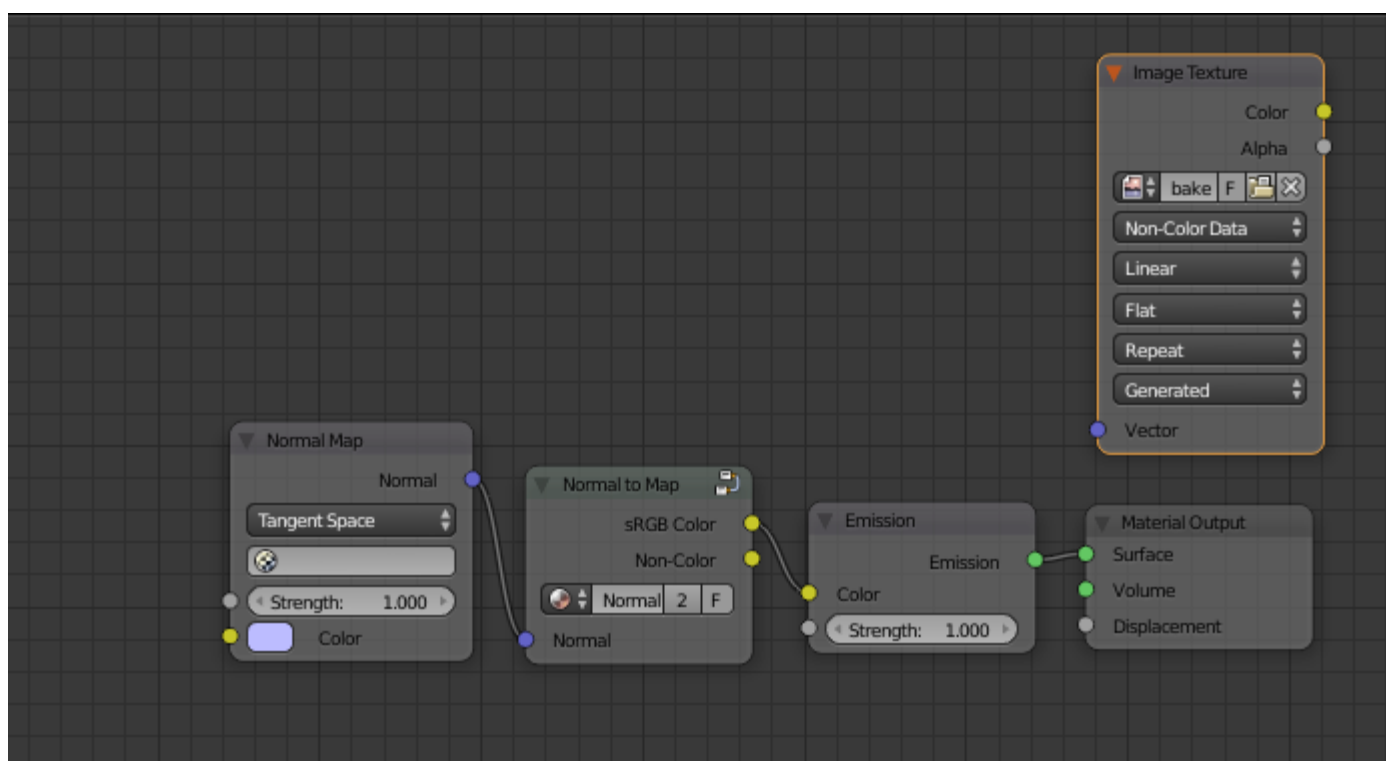 Image Texture
Color
Alpha
bake F
Non-Color Data
Linear
Flat
Repeat
Generated
Vector
Normal Map
Normal
Tangent Space
Strength: 1.000
Color
Normal to Map
sRGB Color
Non-Color
Normal 2 F
Normal
Emission
Emission
Color
Strength: 1.000
Material Output
Surface
Volume
Displacement